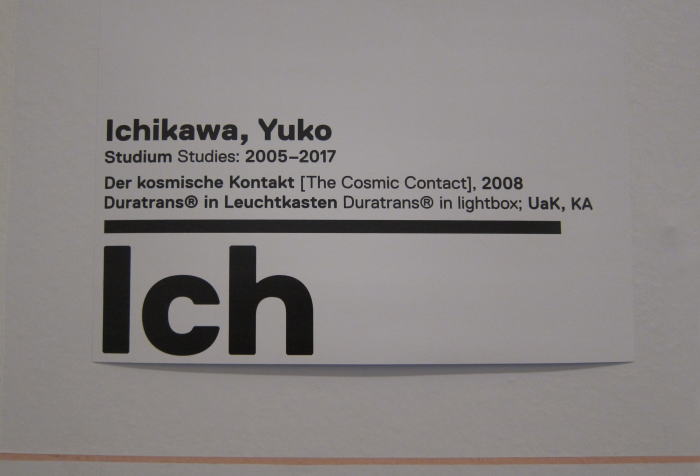 Ichikawa, Yuko
Studium Studies: 2005–2017
Der kosmische Kontakt [The Cosmic Contact], 2008
Duratrans® in Leuchtkasten Duratrans® in lightbox; UaK, KA
Ich